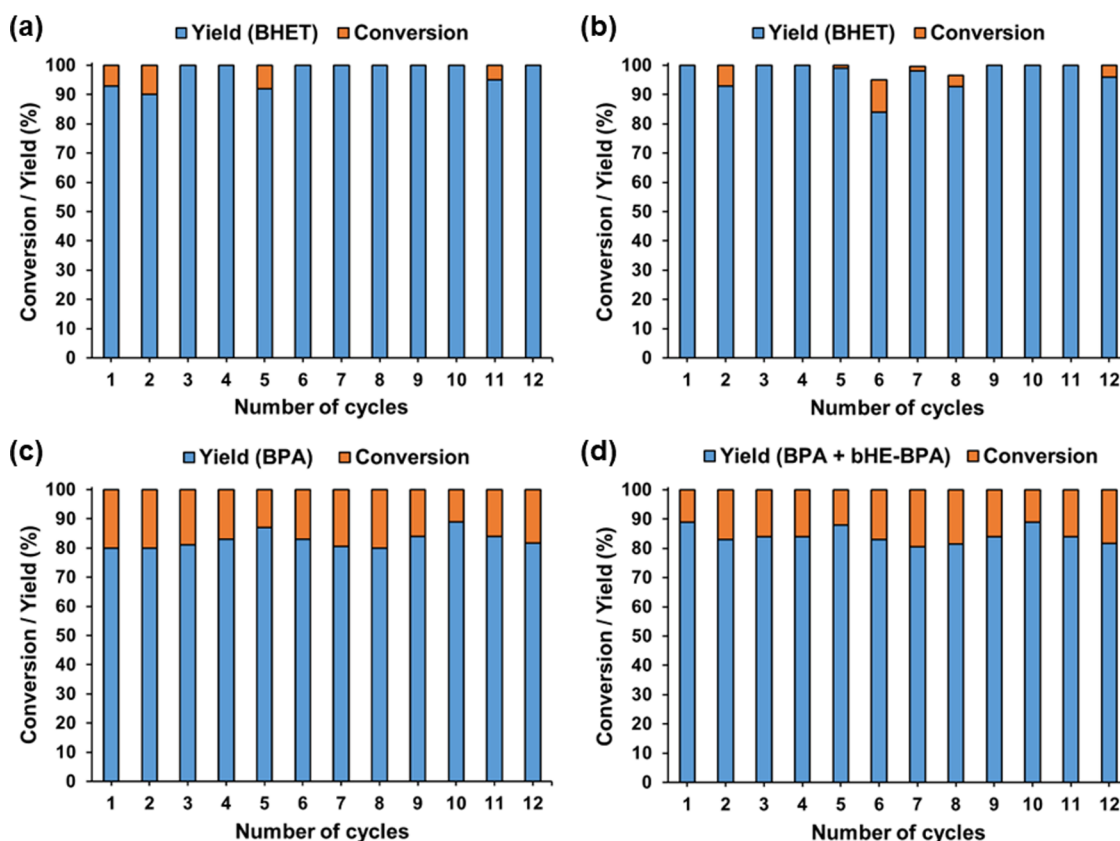 (a)
Yield (BHET) Conversion
Conversion / Yield (%)
100
90
80
70
60
50
40
30
20
10
0
1 2 3 4 5 6 7 8 9 10 11 12
Number of cycles
(b)
Yield (BHET) Conversion
Conversion / Yield (%)
100
90
80
70
60
50
40
30
20
10
0
1 2 3 4 5 6 7 8 9 10 11 12
Number of cycles
(c)
Yield (BPA) Conversion
Conversion / Yield (%)
100
90
80
70
60
50
40
30
20
10
0
1 2 3 4 5 6 7 8 9 10 11 12
Number of cycles
(d)
Yield (BPA + bHE-BPA) Conversion
Conversion / Yield (%)
100
90
80
70
60
50
40
30
20
10
0
1 2 3 4 5 6 7 8 9 10 11 12
Number of cycles